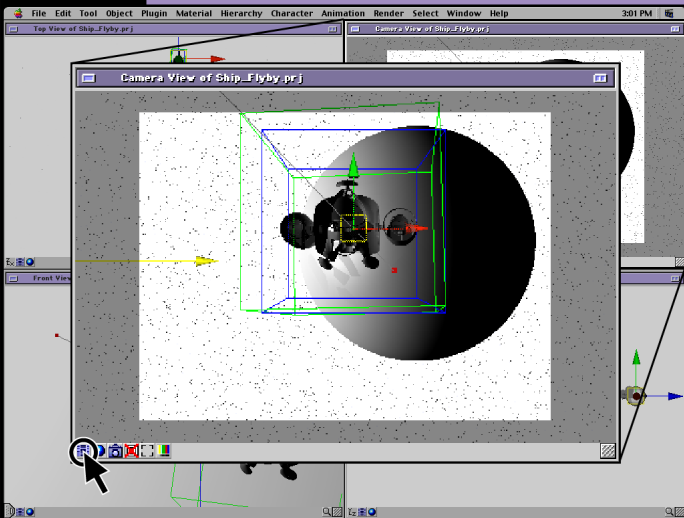 File Edit Tool Object Plugin Material Hierarchy Character Animation Render Select Window Help 3:01 PM
Top View of Ship_Flyby.prj
Camera View of Ship_Flyby.prj
Camera View of Ship_Flyby.prj
Front View